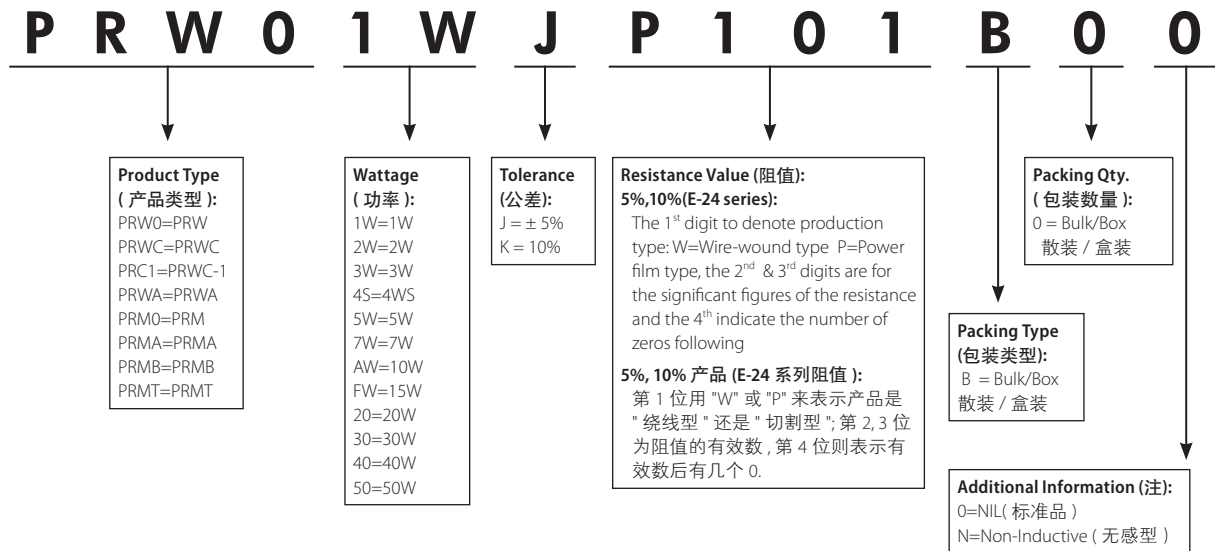 P R W 0 1 W J P 1 0 1 B 0 0
Product Type
( 产品类型 ):
PRW0=PRW
PRWC=PRWC
PRC1=PRWC-1
PRWA=PRWA
PRM0=PRM
PRMA=PRMA
PRMB=PRMB
PRMT=PRMT
Wattage
( 功率 ):
1W=1W
2W=2W
3W=3W
4S=4WS
5W=5W
7W=7W
AW=10W
FW=15W
20=20W
30=30W
40=40W
50=50W
Tolerance
(公差):
J = ± 5%
K = 10%
Resistance Value (阻值):
5%,10%(E-24 series):
The 1st digit to denote production
type: W=Wire-wound type P=Power
film type, the 2nd & 3rd digits are for
the significant figures of the resistance
and the 4th indicate the number of
zeros following
5%, 10% 产品 (E-24 系列阻值 ):
第 1 位用 "W" 或 "P" 来表示产品是
" 绕线型 " 还是 " 切割型 "; 第 2, 3 位
为阻值的有效数 , 第 4 位则表示有
效数后有几个 0.
Packing Type
(包装类型):
B = Bulk/Box
散装 / 盒装
Packing Qty.
( 包装数量 ):
0 = Bulk/Box
散装 / 盒装
Additional Information (注):
0=NIL( 标准品 )
N=Non-Inductive ( 无感型 )